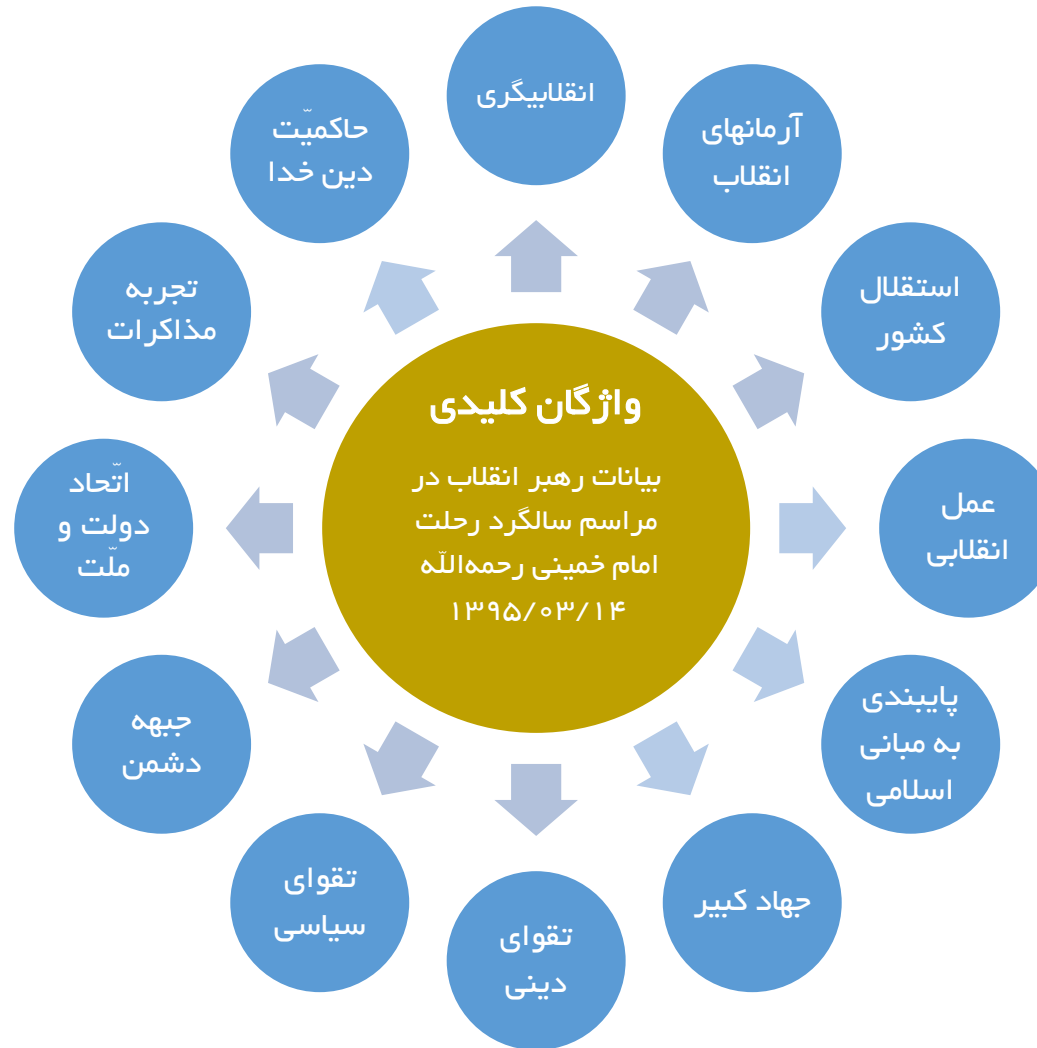 واژگان کلیدی
بیانات رهبر انقلاب در
مراسم سالگرد رحلت
امام خمینی رحمه‌اللّه
۱۳۹۵/۰۳/۱۴
انقلابیگری
آرمانهای
انقلاب
استقلال
کشور
عمل
انقلابی
پایبندی
به مبانی
اسلامی
جهاد کبیر
تقوای
دینی
تقوای
سیاسی
جبهه
دشمن
اتّحاد
دولت و
ملّت
تجربه
مذاکرات
حاکمیّت
دین خدا